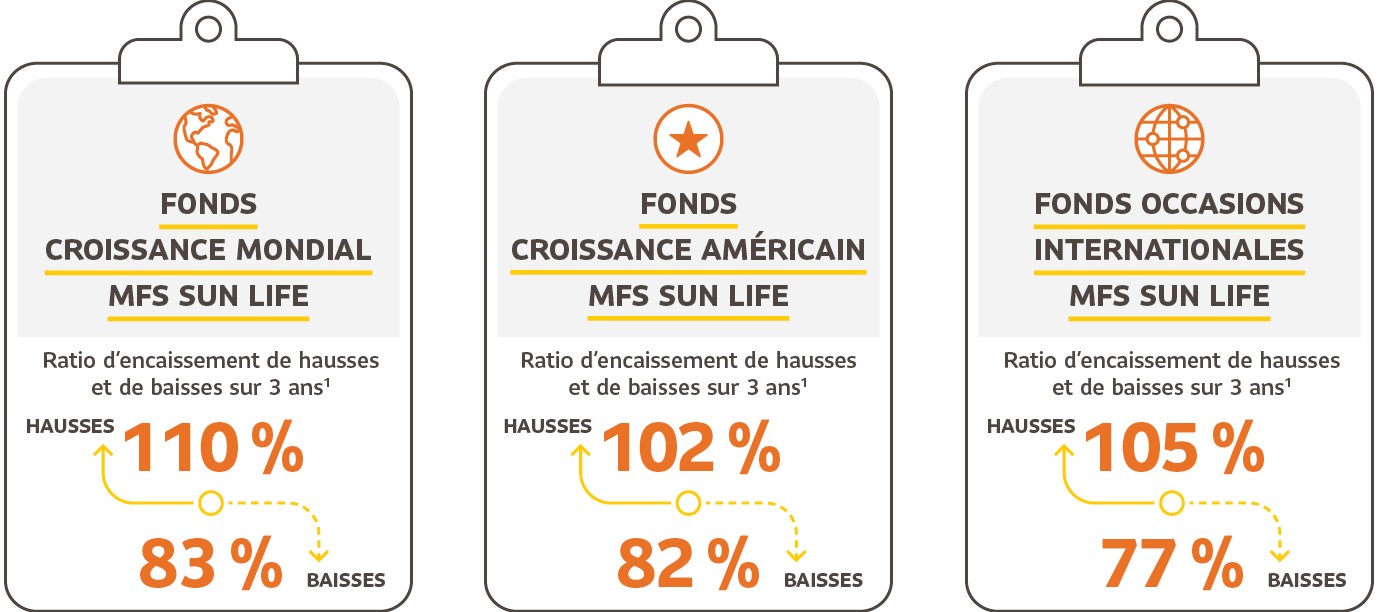 FONDS
CROISSANCE MONDIAL
MFS SUN LIFE
Ratio d’encaissement de hausses
et de baisses sur 3 ans¹
HAUSSES
110 %
83 %
BAISSES
FONDS
CROISSANCE AMÉRICAIN
MFS SUN LIFE
Ratio d’encaissement de hausses
et de baisses sur 3 ans¹
HAUSSES
102 %
82 %
BAISSES
FONDS OCCASIONS
INTERNATIONALES
MFS SUN LIFE
Ratio d’encaissement de hausses
et de baisses sur 3 ans¹
HAUSSES
105 %
77 %
BAISSES